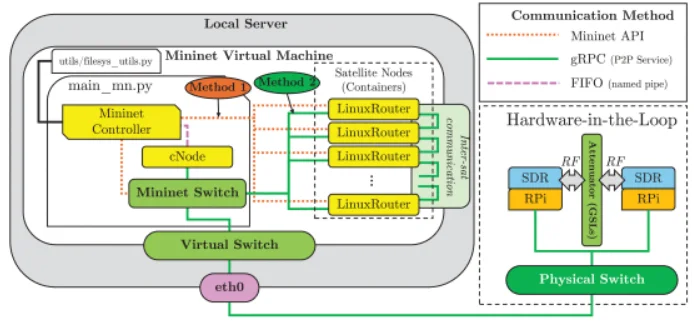 Local Server
Mininet Virtual Machine
utils/filesys_utils.py
main_mn.py
Method 1
Method 2
Satellite Nodes
(Containers)
Mininet
Controller
cNode
Mininet Switch
LinuxRouter
LinuxRouter
LinuxRouter
LinuxRouter
Inter-sat
communication
Virtual Switch
eth0
Communication Method
Mininet API
gRPC (P2P Service)
FIFO (named pipe)
Hardware-in-the-Loop
SDR
RPi
RF
Attenuator (GSLs)
RF
SDR
RPi
Physical Switch